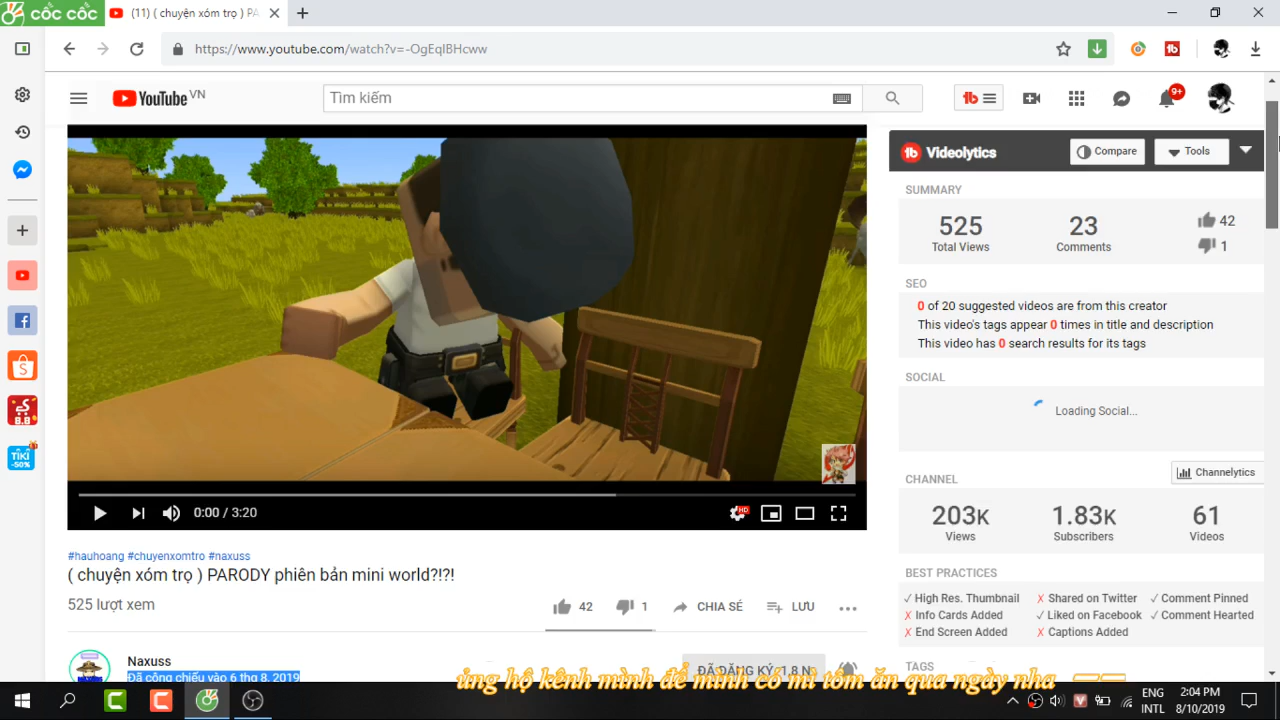 cốc cốc
(11) ( chuyện xóm trọ ) PA
https://www.youtube.com/watch?v=-OgEqIBHcww
YouTube VN
Tìm kiếm
9+
Videolytics
Compare
Tools
SUMMARY
525
Total Views
23
Comments
42
1
SEO
0 of 20 suggested videos are from this creator
This video's tags appear 0 times in title and description
This video has 0 search results for its tags
SOCIAL
Loading Social...
CHANNEL
Channelytics
203K
Views
1.83K
Subscribers
61
Videos
BEST PRACTICES
✓ High Res. Thumbnail
✗ Shared on Twitter
✓ Comment Pinned
✗ Info Cards Added
✓ Liked on Facebook
✓ Comment Hearted
✗ End Screen Added
✗ Captions Added
TAGS
8.8
TIKI
-50%
0:00 / 3:20
HD
#hauhoang #chuyenxomtro #naxuss
( chuyện xóm trọ ) PARODY phiên bản mini world?!?!
525 lượt xem
42
1
CHIA SẺ
LƯU
Naxuss
Đã công chiếu vào 6 thg 8, 2019
ĐÃ ĐĂNG KÝ 1,8 N
ủng hộ kênh mình để mình có mì tôm ăn qua ngày nha
ENG
INTL
2:04 PM
8/10/2019